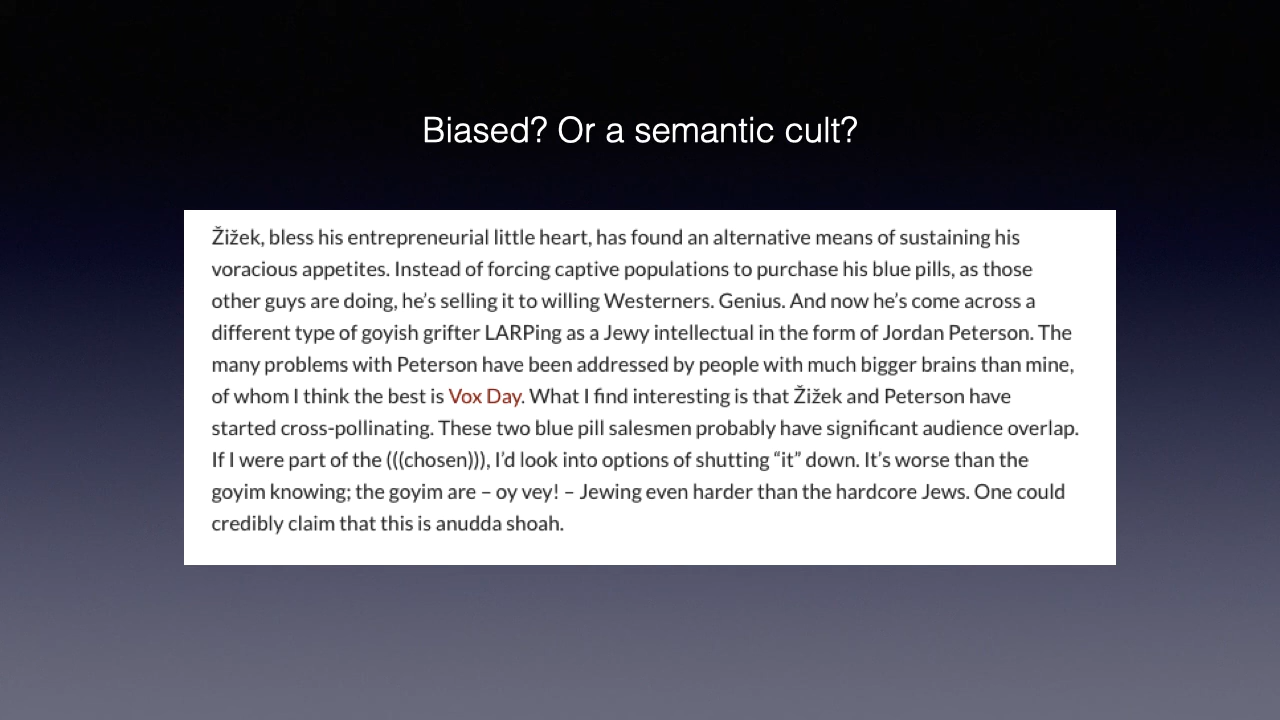 Biased? Or a semantic cult?
Žižek, bless his entrepreneurial little heart, has found an alternative means of sustaining his
voracious appetites. Instead of forcing captive populations to purchase his blue pills, as those
other guys are doing, he's selling it to willing Westerners. Genius. And now he's come across a
different type of goyish grifter LARPing as a Jewy intellectual in the form of Jordan Peterson. The
many problems with Peterson have been addressed by people with much bigger brains than mine,
of whom I think the best is Vox Day. What I find interesting is that Žižek and Peterson have
started cross-pollinating. These two blue pill salesmen probably have significant audience overlap.
If I were part of the (((chosen))), I'd look into options of shutting “it” down. It's worse than the
goyim knowing; the goyim are – oy vey! – Jewing even harder than the hardcore Jews. One could
credibly claim that this is anudda shoah.